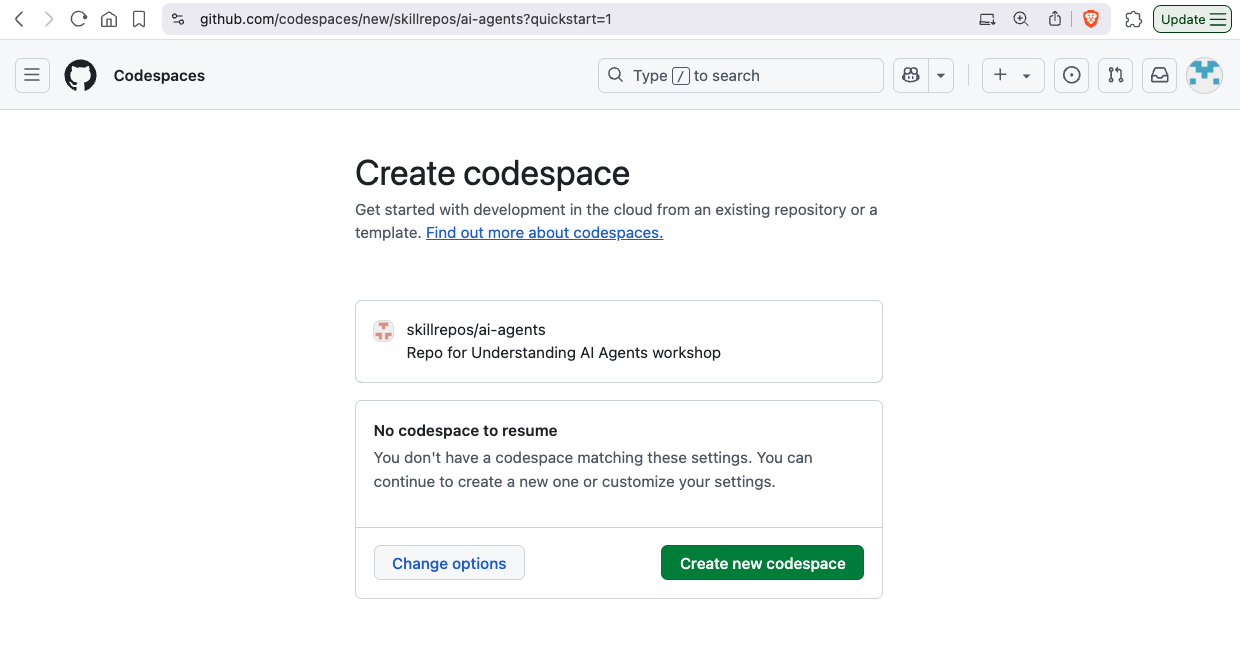 github.com/codespaces/new/skillrepos/ai-agents?quickstart=1
Update
Codespaces
Type / to search
Create codespace
Get started with development in the cloud from an existing repository or a
template. Find out more about codespaces.
skillrepos/ai-agents
Repo for Understanding AI Agents workshop
No codespace to resume
You don't have a codespace matching these settings. You can
continue to create a new one or customize your settings.
Change options
Create new codespace